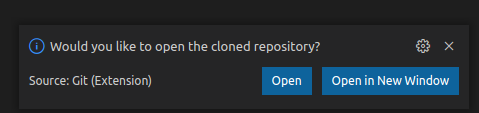 Would you like to open the cloned repository?
Source: Git (Extension)
Open
Open in New Window